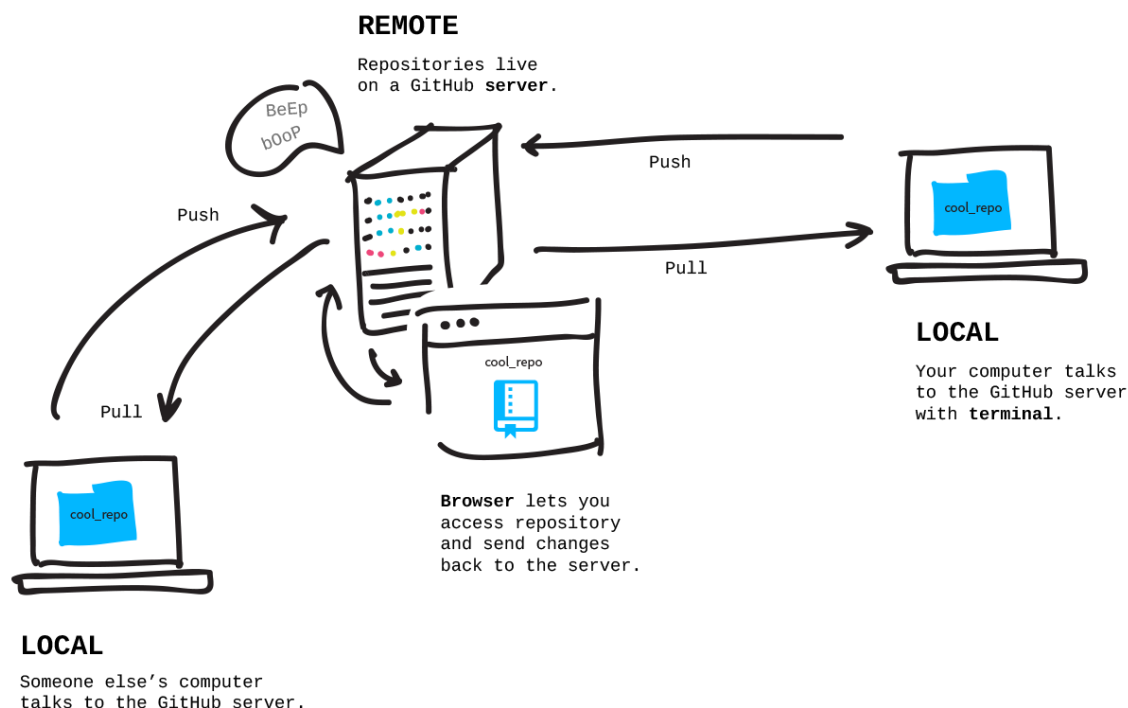 REMOTE
Repositories live
on a GitHub server.
BeEp
bOoP
Push
cool_repo
Push
Pull
LOCAL
Your computer talks
to the GitHub server
with terminal.
cool_repo
Pull
cool_repo
Browser lets you
access repository
and send changes
back to the server.
LOCAL
Someone else’s computer
talks to the GitHub server.